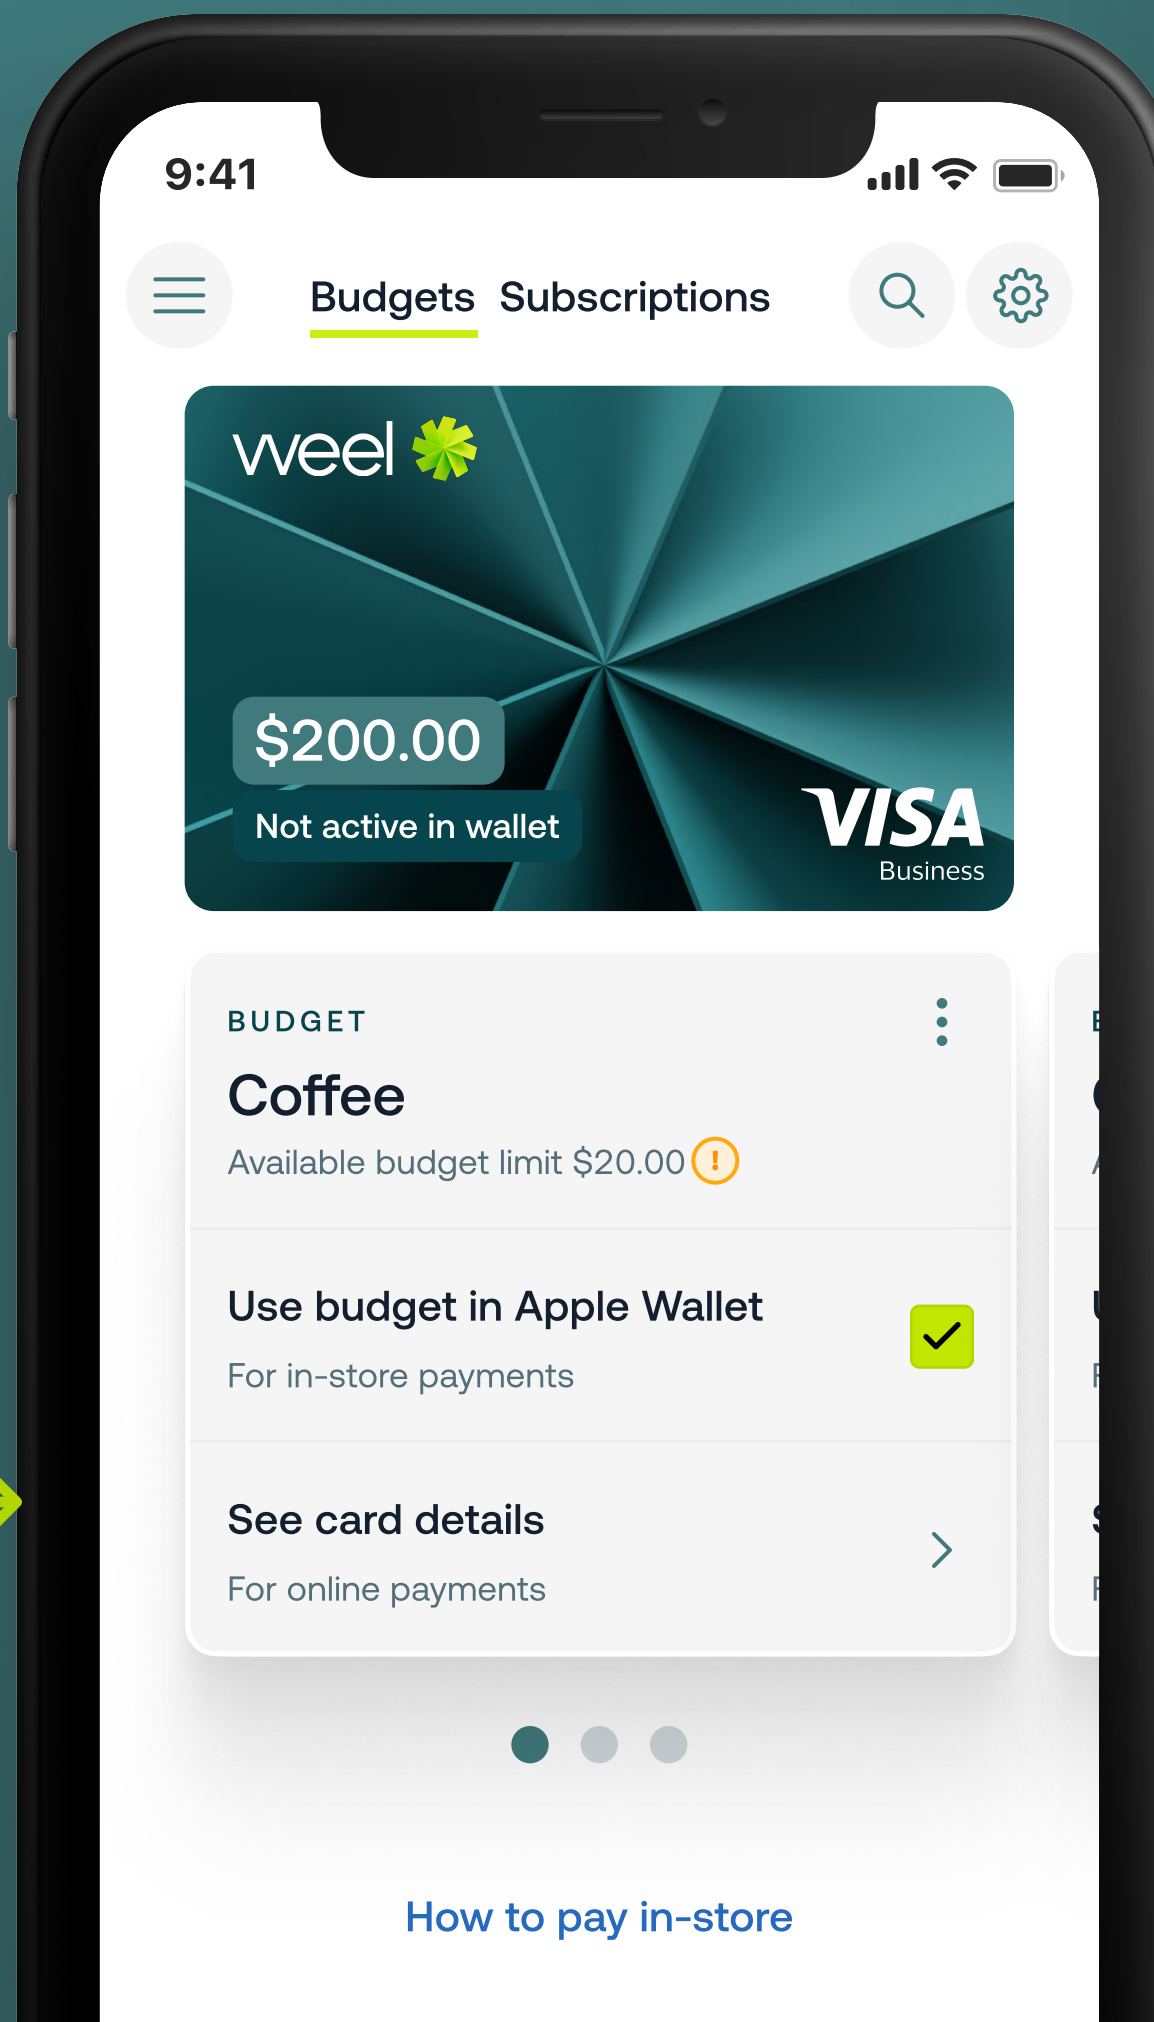 9:41
Budgets Subscriptions
weel
$200.00
Not active in wallet
VISA
Business
BUDGET
Coffee
Available budget limit $20.00
Use budget in Apple Wallet
For in-store payments
See card details
For online payments
How to pay in-store